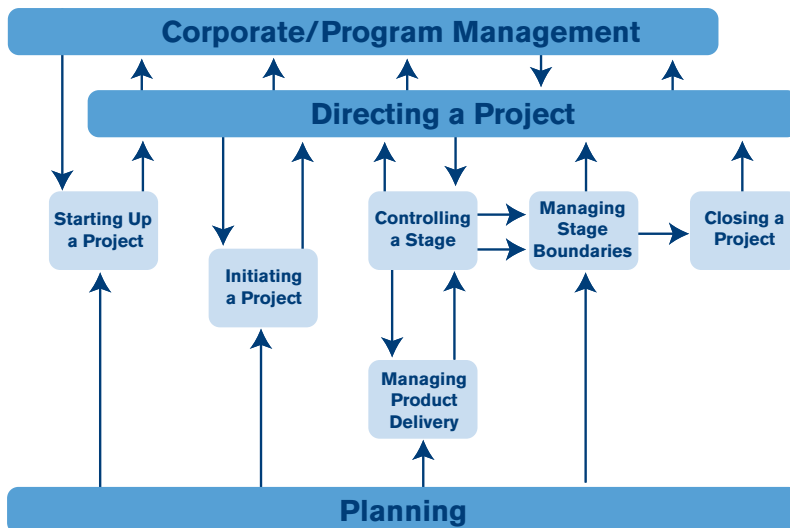 Corporate/Program Management
Directing a Project
Starting Up
a Project
Initiating
a Project
Controlling
a Stage
Managing
Stage
Boundaries
Closing a
Project
Managing
Product
Delivery
Planning